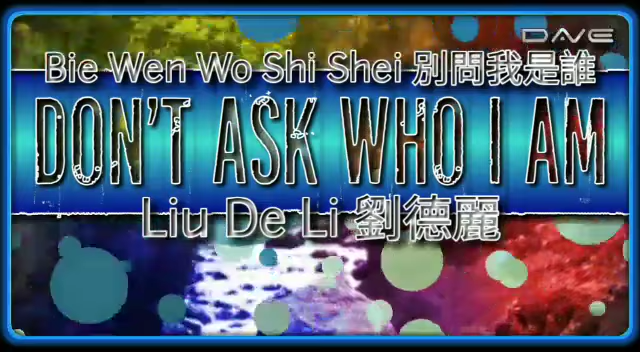 DAVE
Bie Wen Wo Shi Shei 別問我是誰
DON'T ASK WHO I AM
Liu De Li 劉德麗